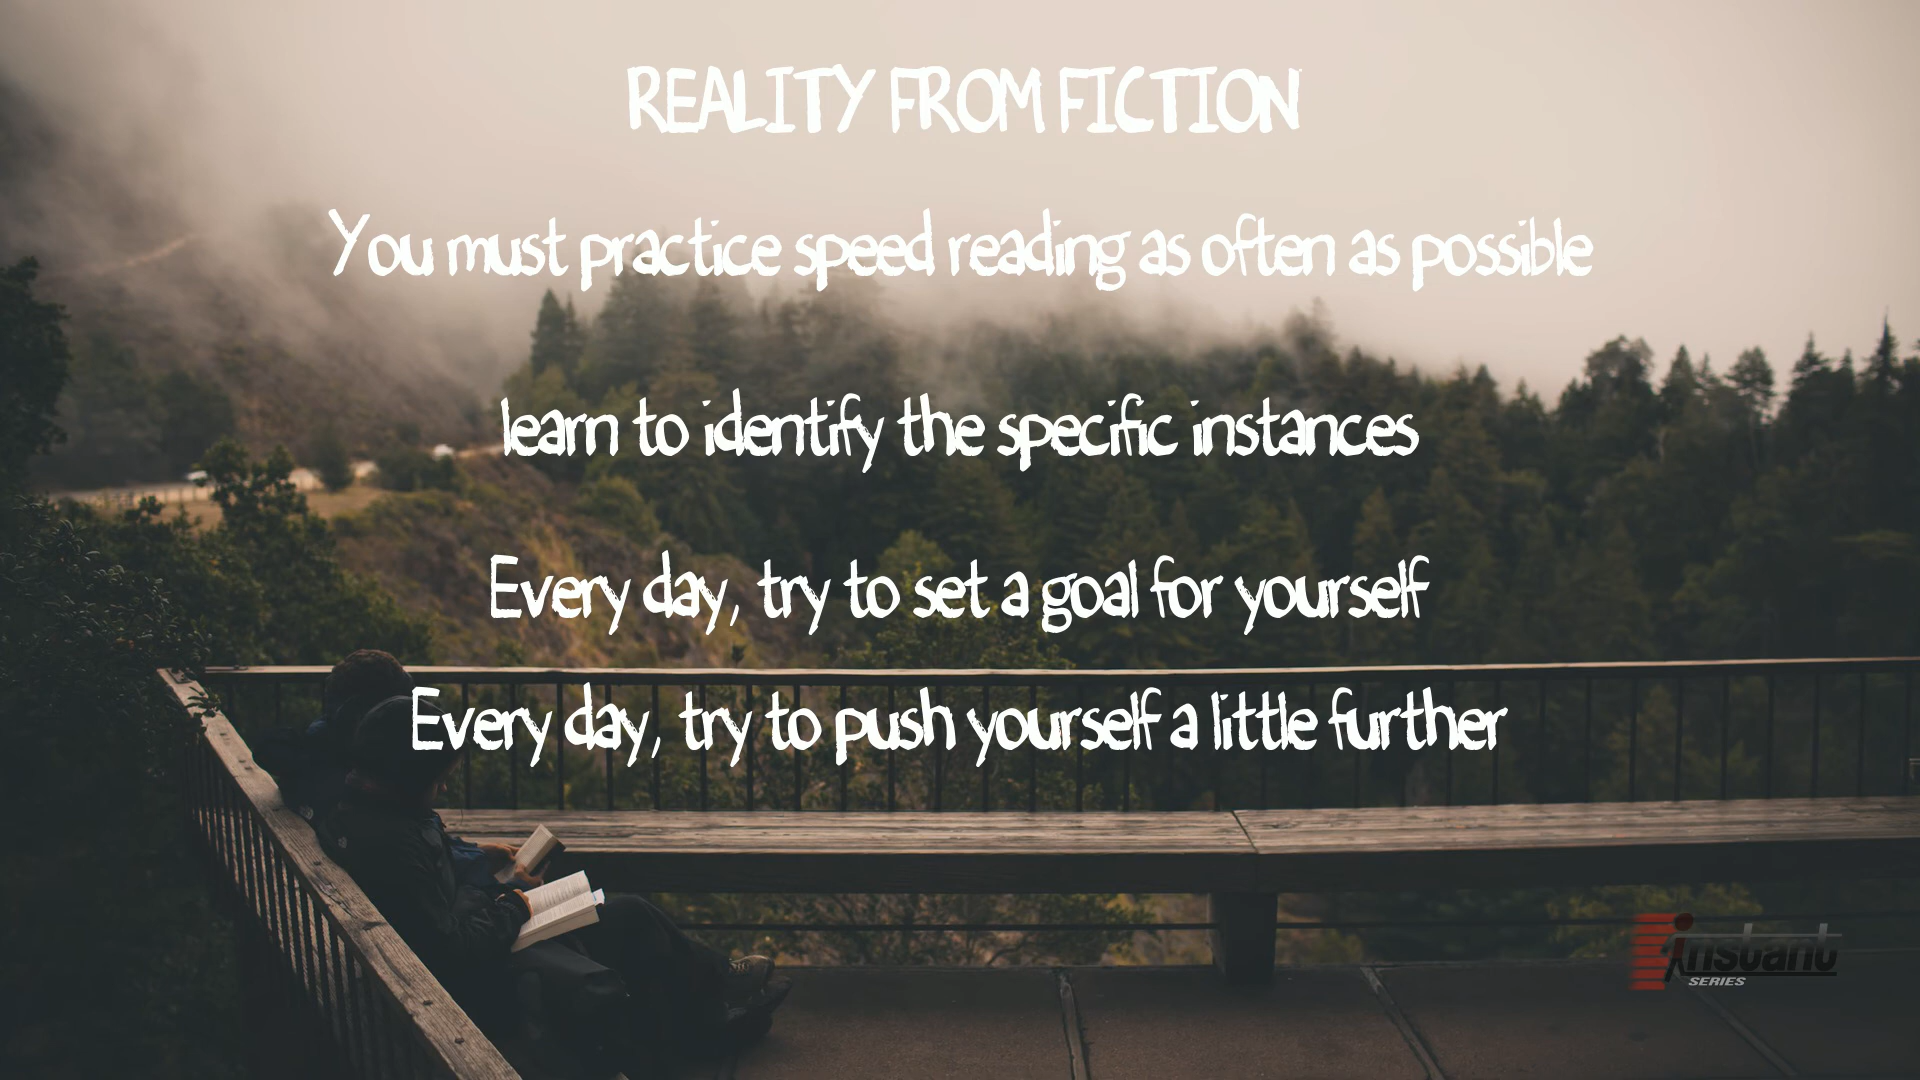 REALITY FROM FICTION
You must practice speed reading as often as possible
learn to identify the specific instances
Every day, try to set a goal for yourself
Every day, try to push yourself a little further
instant
SERIES